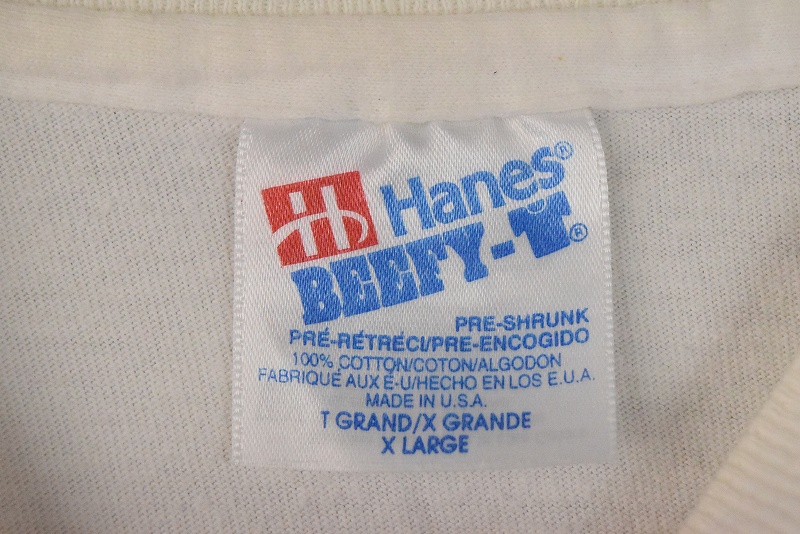 H Hanes®
BEEFY-T®
PRE-SHRUNK
PRÉ-RÉTRÉCI/PRE-ENCOGIDO
100% COTTON/COTON/ALGODON
FABRIQUÉ AUX É-U/HECHO EN LOS E.U.A.
MADE IN U.S.A.
T GRAND/X GRANDE
X LARGE